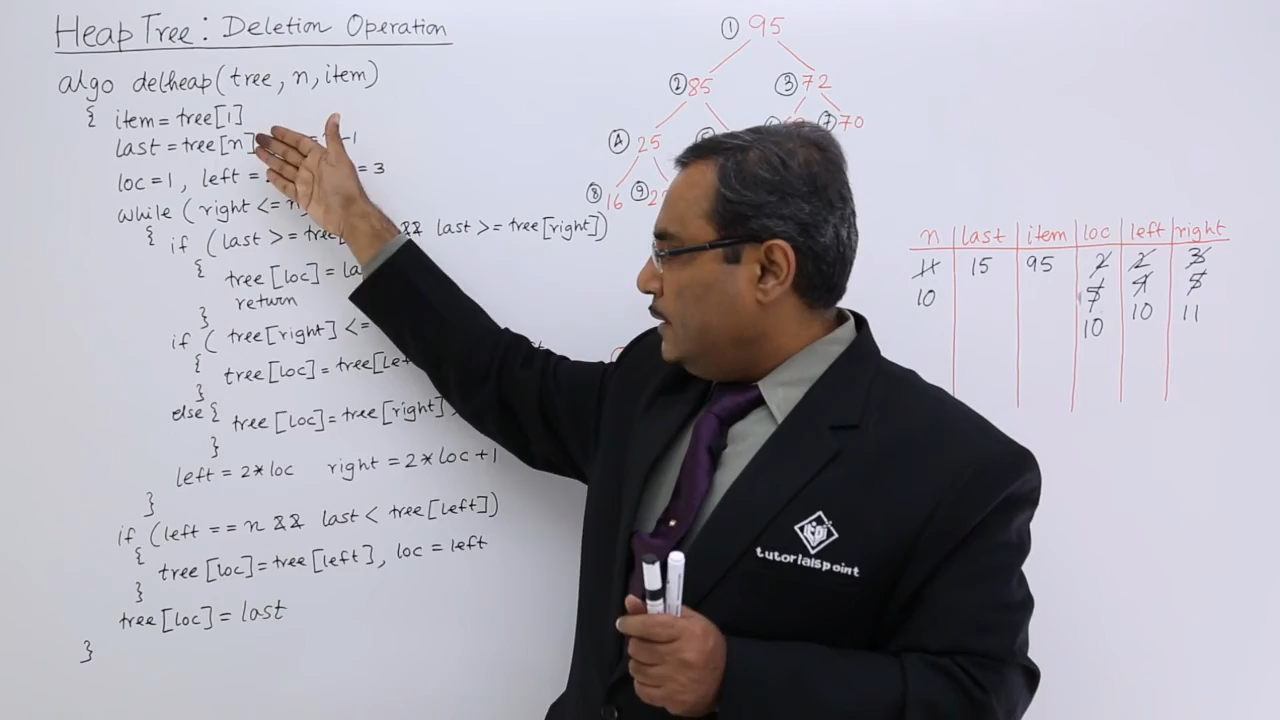 Heap Tree : Deletion Operation
algo delheap(tree, n, item)
{ item = tree[1]
last = tree[n] = -1
loc = 1, left = = 3
while ( right <= n
{ if ( last >= tree && last >= tree[right])
{ tree[loc] = la
return
}
if ( tree[right] <=
{ tree[loc] = tree[lef
}
else { tree[loc] = tree[right]
}
left = 2*loc right = 2*loc+1
}
if (left == n && last < tree[left])
{ tree[loc] = tree[left], loc = left
}
tree[loc] = last
}
1 95
2 85 3 72
4 25 7 70
8 16 9 2
n last item loc left right
11 15 95 2 2 3
10 5 4 5
10 10 11
tutorialspoint